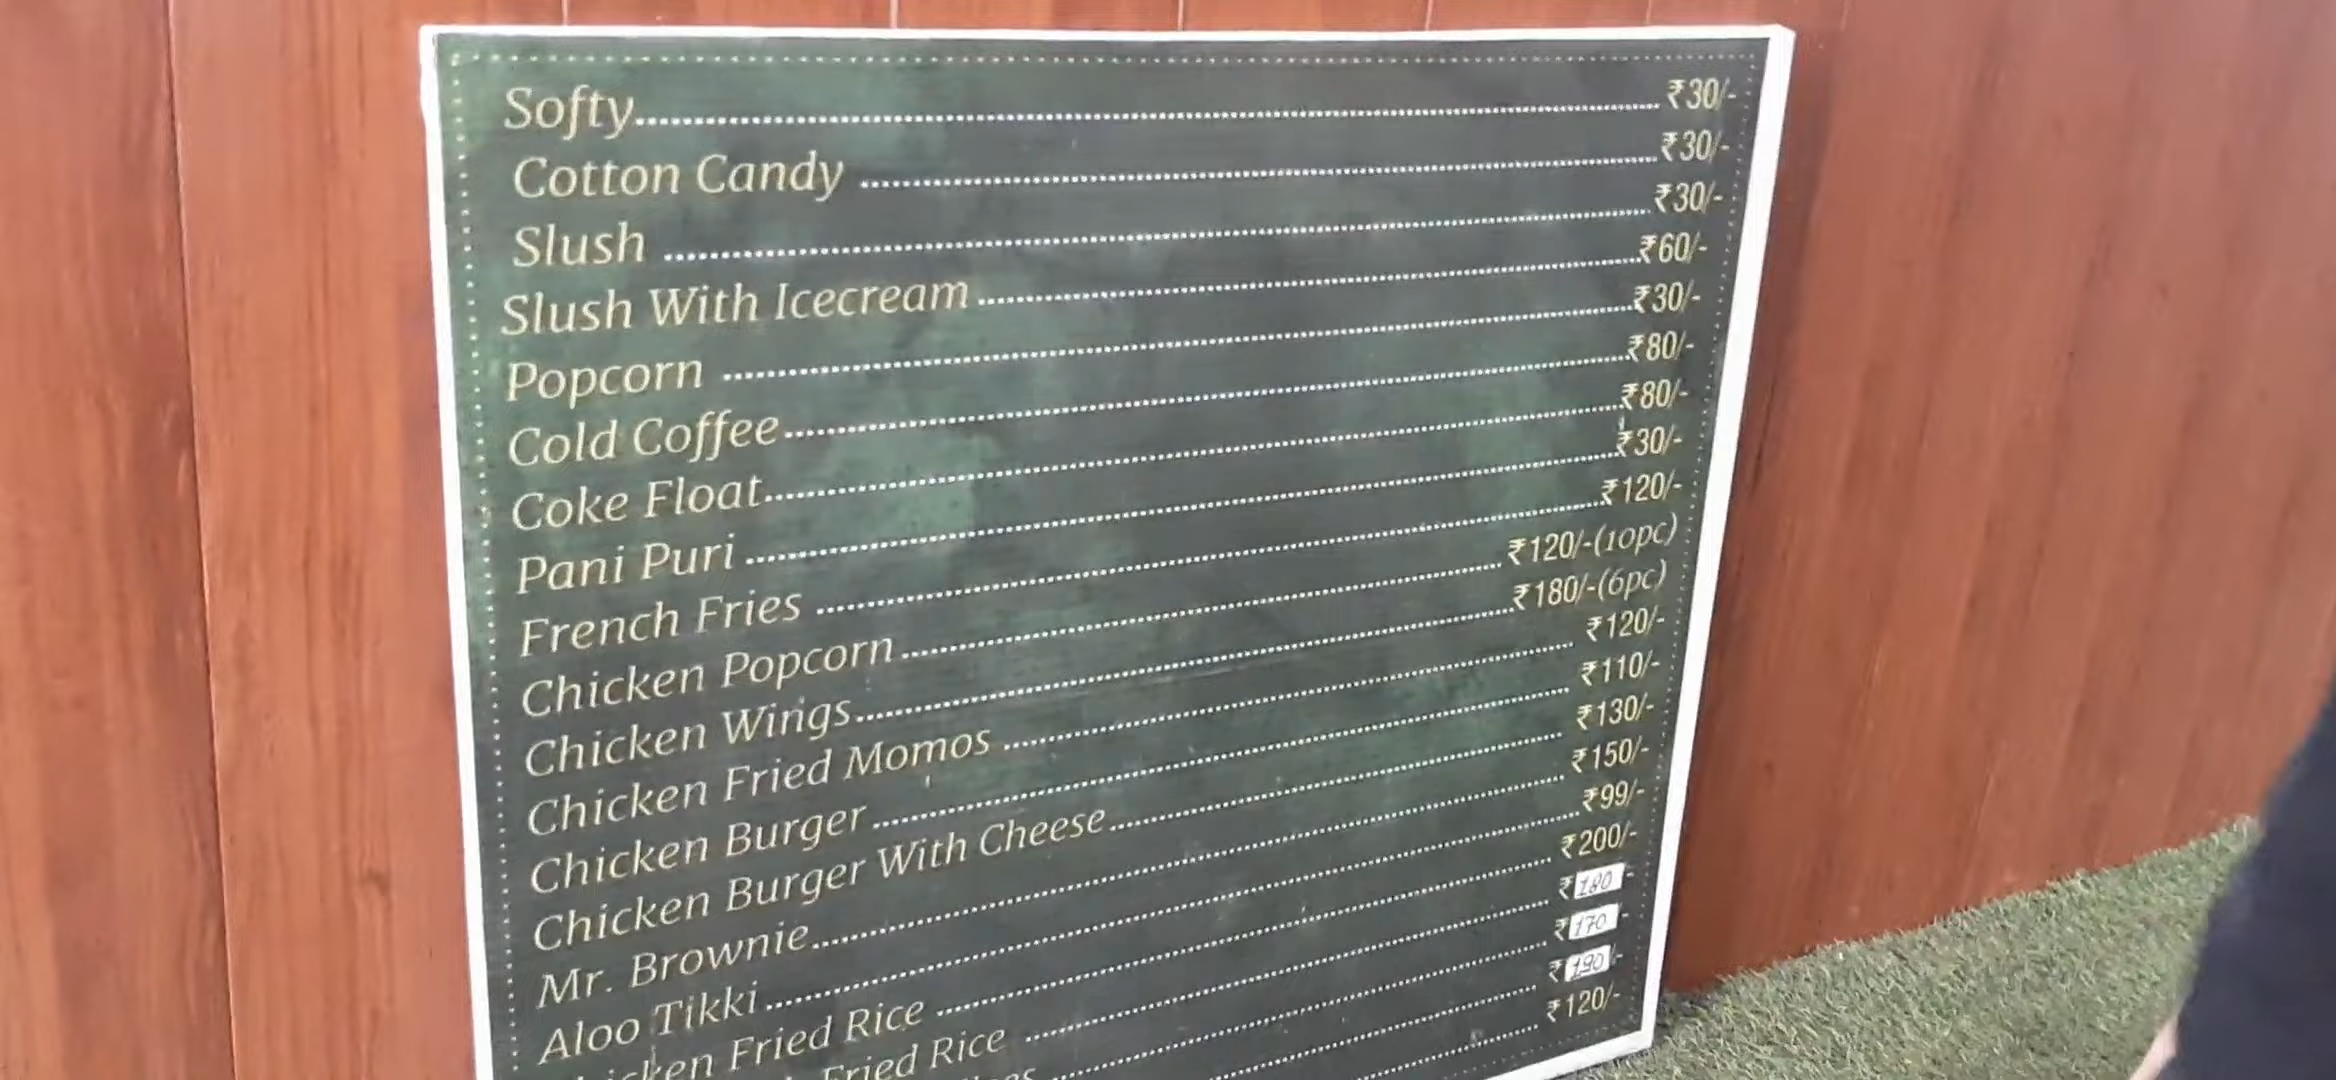 Softy ₹30/-
Cotton Candy ₹30/-
Slush ₹30/-
Slush With Icecream ₹60/-
Popcorn ₹30/-
Cold Coffee ₹80/-
Coke Float ₹80/-
Pani Puri ₹30/-
French Fries ₹120/-
Chicken Popcorn ₹120/-(10pc)
Chicken Wings ₹180/-(6pc)
Chicken Fried Momos ₹120/-
Chicken Burger ₹110/-
Chicken Burger With Cheese ₹130/-
Mr. Brownie ₹150/-
Aloo Tikki ₹99/-
Fried Rice ₹200/-
Fried Rice ₹180 -
₹170 -
₹190
₹120/-